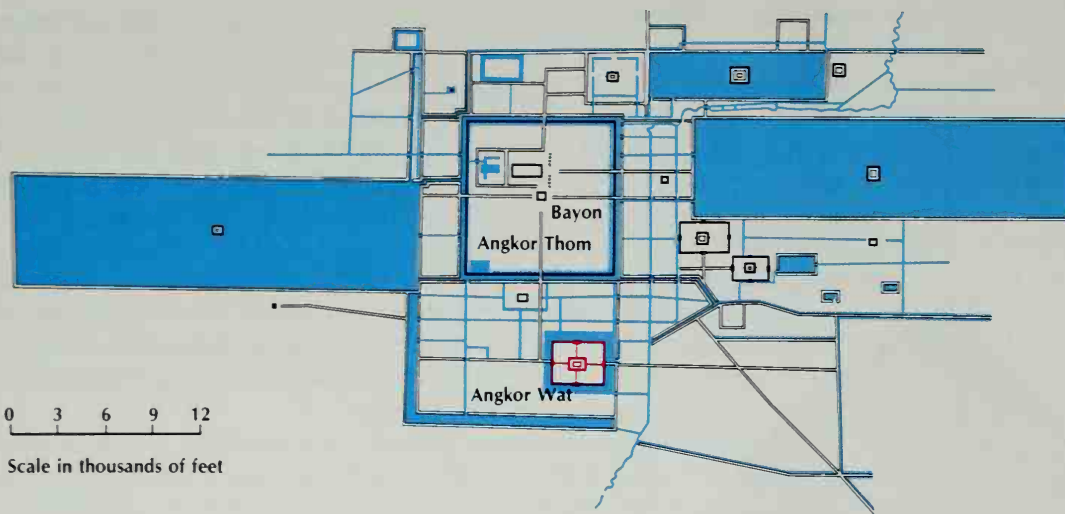 Bayon
Angkor Thom
Angkor Wat
0 3 6 9 12
Scale in thousands of feet